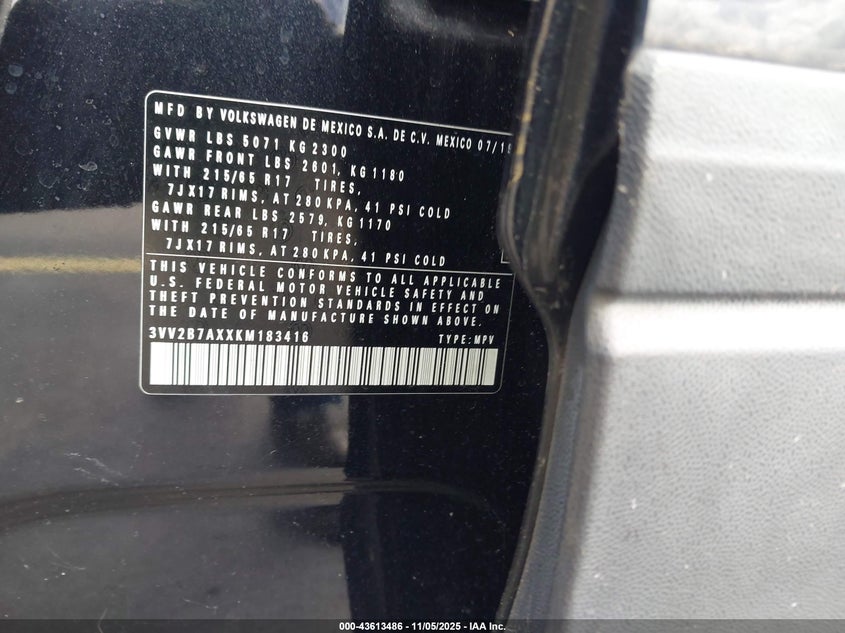 MFD BY VOLKSWAGEN DE MEXICO S.A. DE C.V. MEXICO
GVWR LBS 5071 KG 2300
GAWR FRONT LBS 2601, KG 1180
WITH 215/65 R17 TIRES,
7JX17 RIMS, AT 280 KPA, 41 PSI COLD
GAWR REAR LBS 2579, KG 1170
WITH 215/65 R17 TIRES,
7JX17 RIMS, AT 280 KPA, 41 PSI COLD
THIS VEHICLE CONFORMS TO ALL APPLICABLE
U.S. FEDERAL MOTOR VEHICLE SAFETY AND
THEFT PREVENTION STANDARDS IN EFFECT ON
THE DATE OF MANUFACTURE SHOWN ABOVE.
3VV2B7AXXKM183416 TYPE: MPV
000-43613486 - 11/05/2025 - IAA Inc.